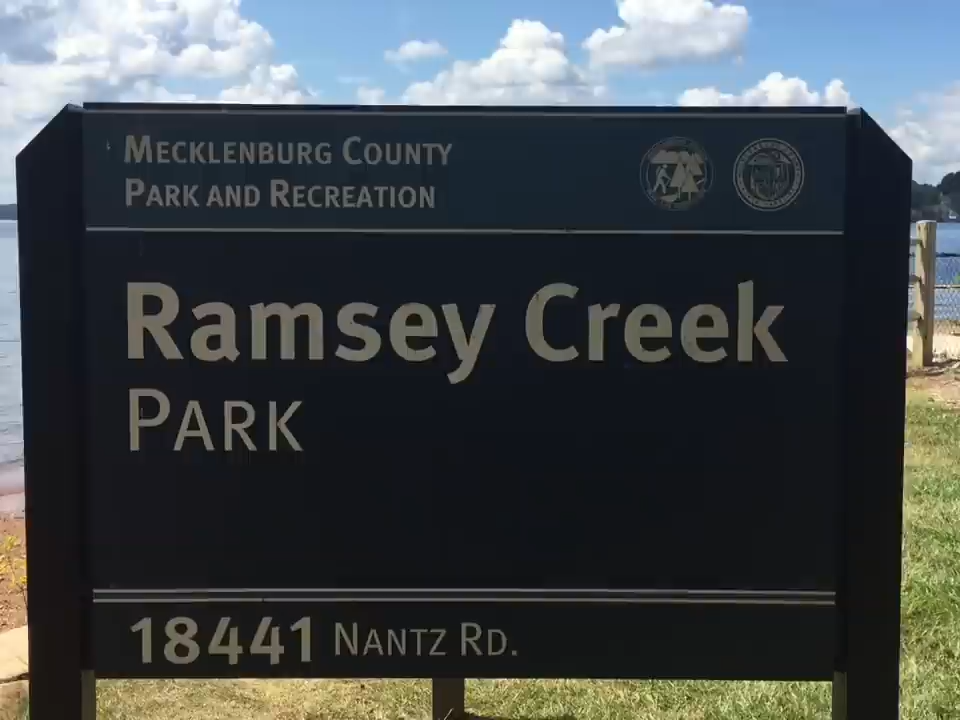 Mecklenburg County
Park and Recreation
Ramsey Creek
Park
18441 Nantz Rd.